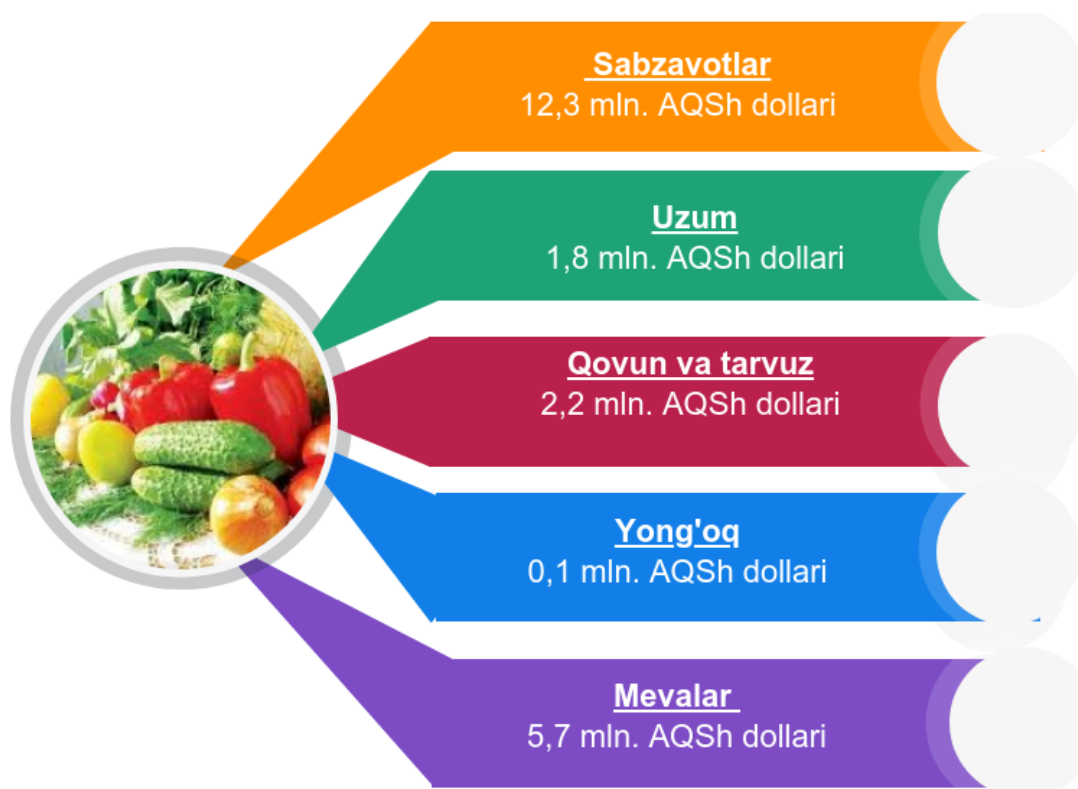 Sabzavotlar
12,3 mln. AQSh dollari
Uzum
1,8 mln. AQSh dollari
Qovun va tarvuz
2,2 mln. AQSh dollari
Yong'oq
0,1 mln. AQSh dollari
Mevalar
5,7 mln. AQSh dollari